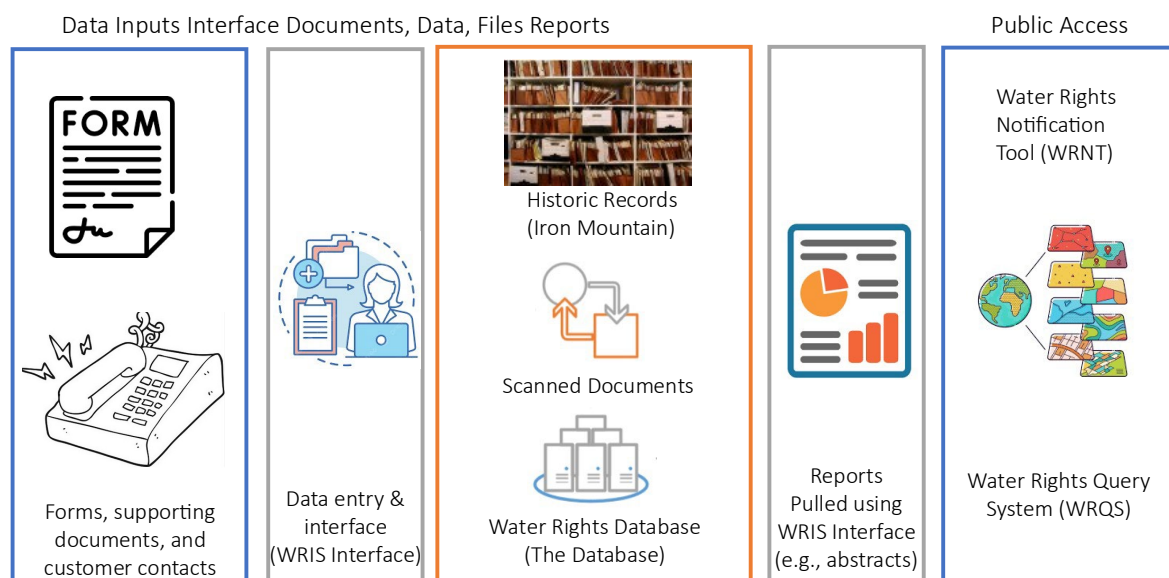 Data Inputs Interface Documents, Data, Files Reports
Public Access
FORM
Forms, supporting
documents, and
customer contacts
Data entry &
interface
(WRIS Interface)
Historic Records
(Iron Mountain)
Scanned Documents
Water Rights Database
(The Database)
Reports
Pulled using
WRIS Interface
(e.g., abstracts)
Water Rights
Notification
Tool (WRNT)
Water Rights Query
System (WRQS)